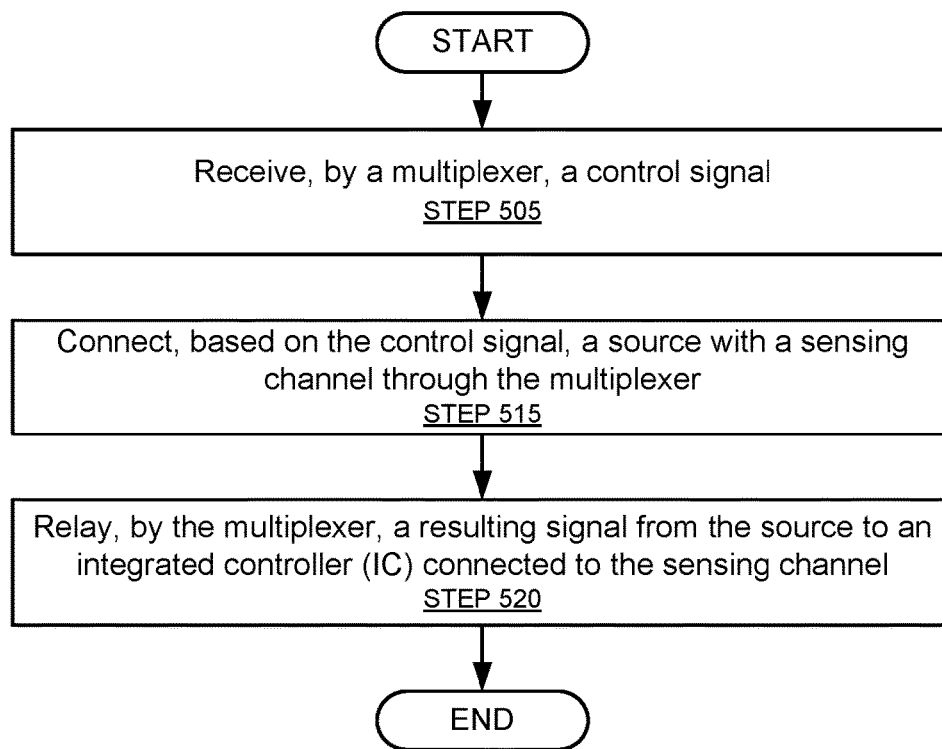 START
Receive, by a multiplexer, a control signal
STEP 505
Connect, based on the control signal, a source with a sensing
channel through the multiplexer
STEP 515
Relay, by the multiplexer, a resulting signal from the source to an
integrated controller (IC) connected to the sensing channel
STEP 520
END